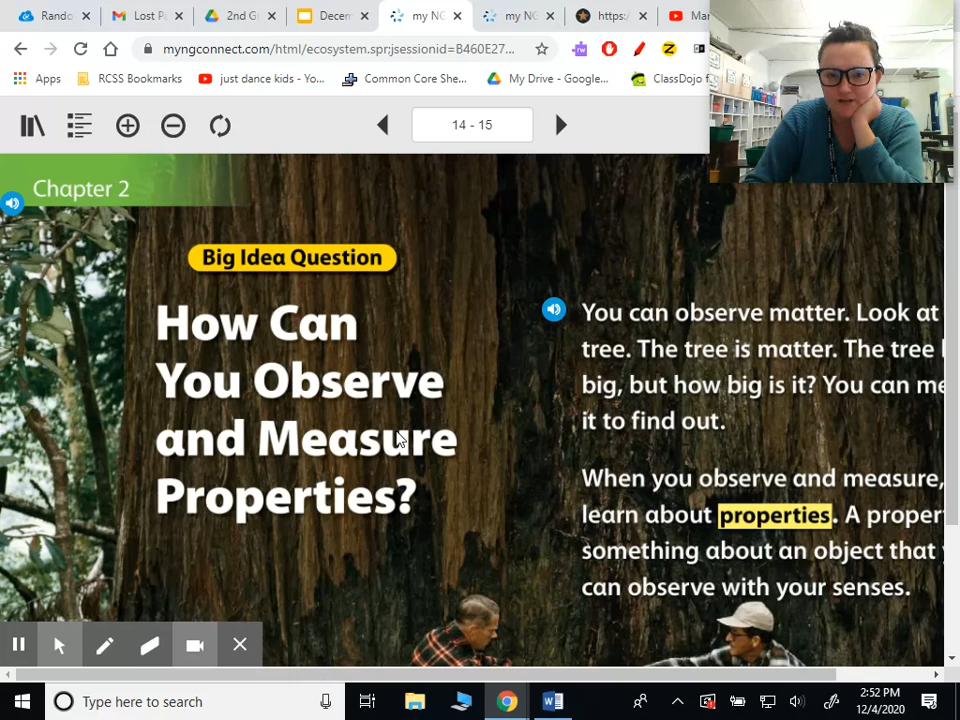 Rando
Lost P
2nd G
Decem
my NG
my NG
https:/
Mar
myngconnect.com/html/ecosystem.sprjsessionid=B460E27...
Apps
RCSS Bookmarks
just dance kids - Yo...
Common Core She...
My Drive - Google...
ClassDojo f
14 - 15
Chapter 2
Big Idea Question
How Can
You Observe
and Measure
Properties?
You can observe matter. Look at
tree. The tree is matter. The tree
big, but how big is it? You can me
it to find out.
When you observe and measure,
learn about properties. A proper
something about an object that
can observe with your senses.
Type here to search
2:52 PM
12/4/2020